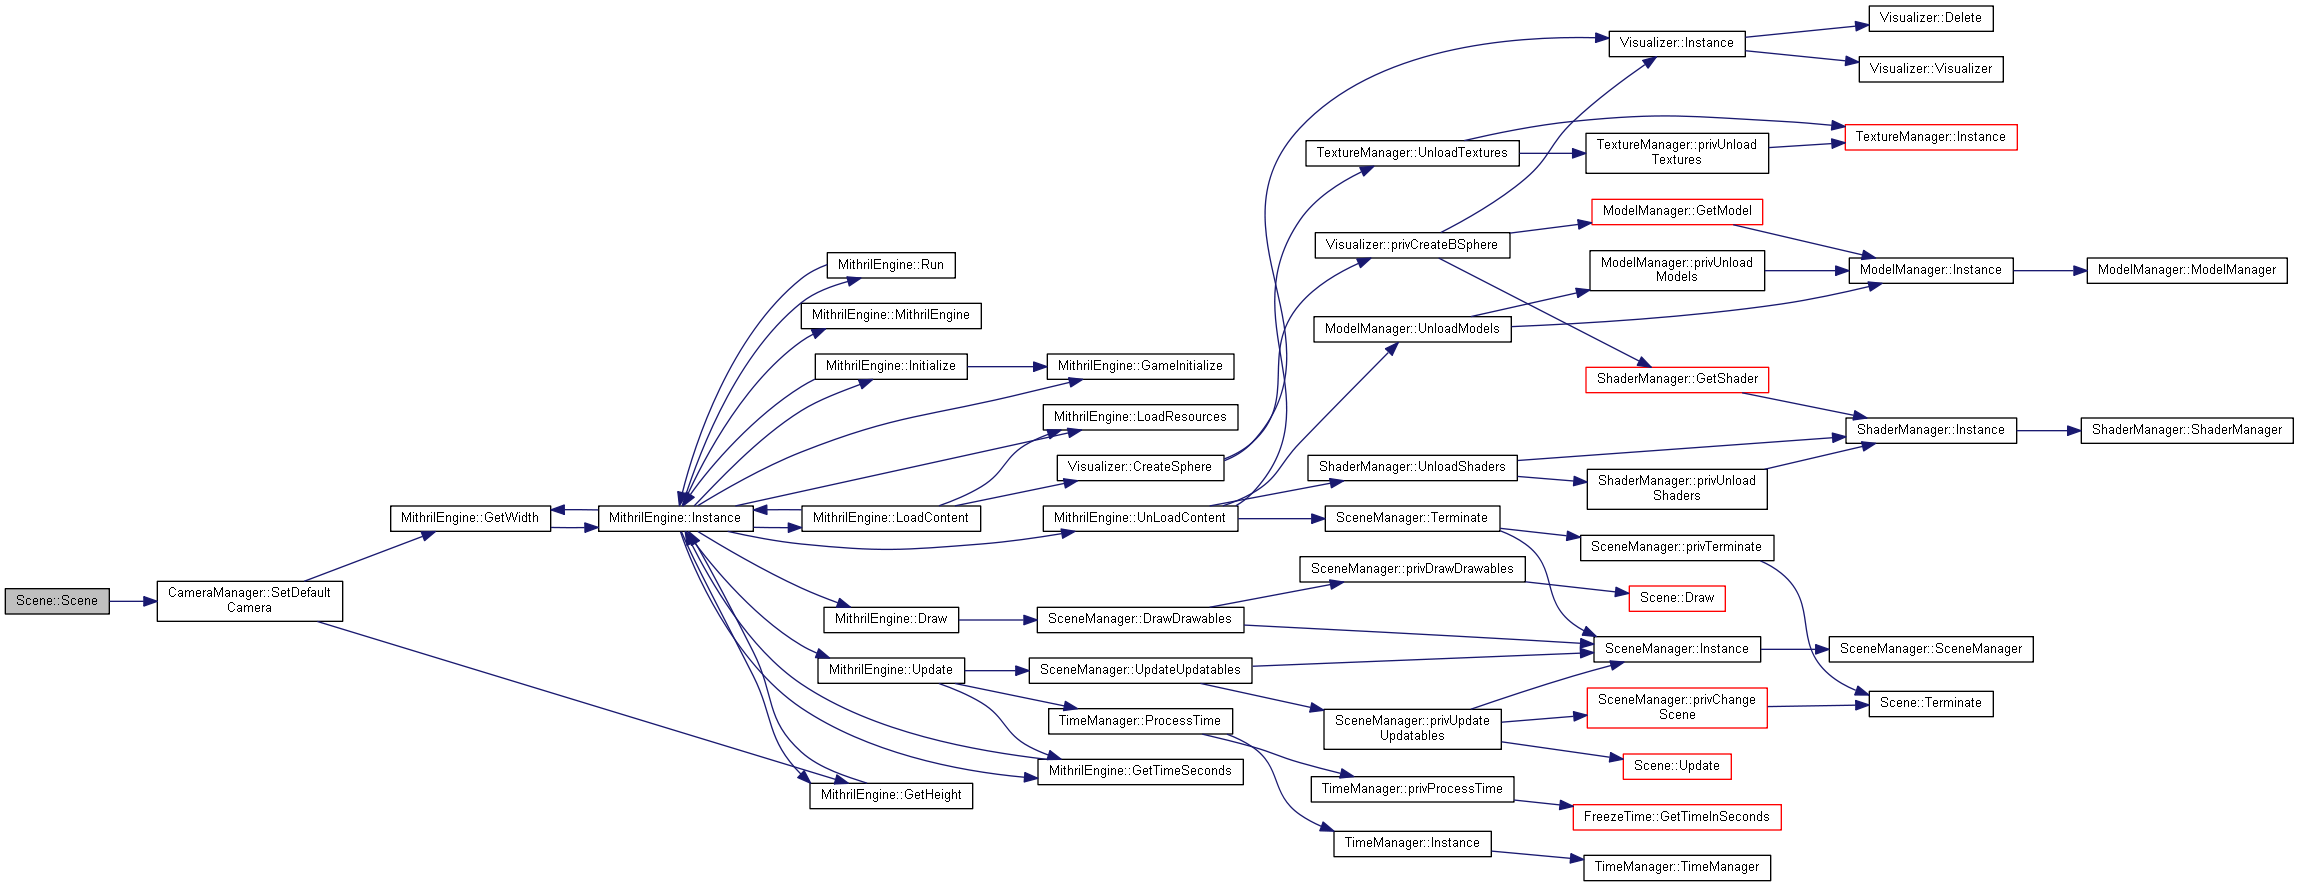 Visualizer::Delete
Visualizer::Instance
Visualizer::Visualizer
TextureManager::Instance
TextureManager::UnloadTextures
TextureManager::privUnload
Textures
ModelManager::GetModel
Visualizer::privCreateBSphere
MithrilEngine::Run
ModelManager::privUnload
Models
ModelManager::Instance
ModelManager::ModelManager
MithrilEngine::MithrilEngine
ModelManager::UnloadModels
MithrilEngine::Initialize
MithrilEngine::GameInitialize
ShaderManager::GetShader
MithrilEngine::LoadResources
ShaderManager::Instance
ShaderManager::ShaderManager
Visualizer::CreateSphere
ShaderManager::UnloadShaders
ShaderManager::privUnload
Shaders
MithrilEngine::GetWidth
MithrilEngine::Instance
MithrilEngine::LoadContent
MithrilEngine::UnLoadContent
SceneManager::Terminate
SceneManager::privTerminate
SceneManager::privDrawDrawables
Scene::Scene
CameraManager::SetDefault
Camera
Scene::Draw
MithrilEngine::Draw
SceneManager::DrawDrawables
SceneManager::Instance
SceneManager::SceneManager
MithrilEngine::Update
SceneManager::UpdateUpdatables
SceneManager::privChange
Scene
Scene::Terminate
TimeManager::ProcessTime
SceneManager::privUpdate
Updatables
Scene::Update
MithrilEngine::GetTimeSeconds
MithrilEngine::GetHeight
TimeManager::privProcessTime
FreezeTime::GetTimeInSeconds
TimeManager::Instance
TimeManager::TimeManager